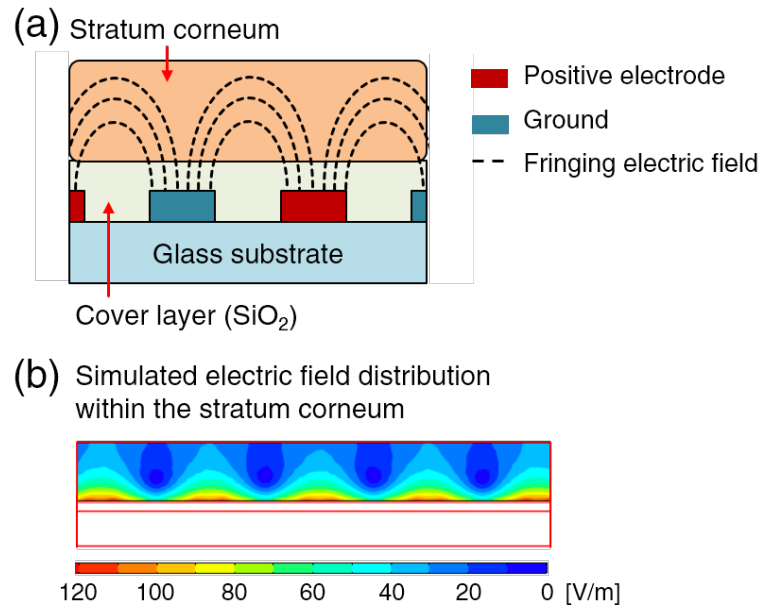 (a) Stratum corneum
Positive electrode
Ground
Fringing electric field
Glass substrate
Cover layer (SiO₂)
(b) Simulated electric field distribution
within the stratum corneum
120 100 80 60 40 20 0 [V/m]